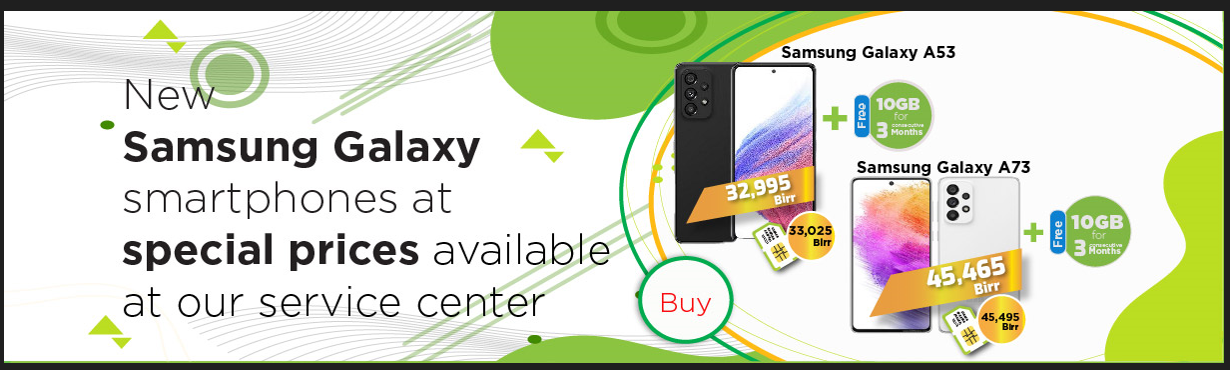 New
Samsung Galaxy
smartphones at
special prices available
at our service center
Buy
Samsung Galaxy A53
32,995
Birr
33,025
Birr
+
Free
10GB
for
3 consecutive
Months
Samsung Galaxy A73
45,465
Birr
45,495
Birr
+
Free
10GB
for
3 consecutive
Months